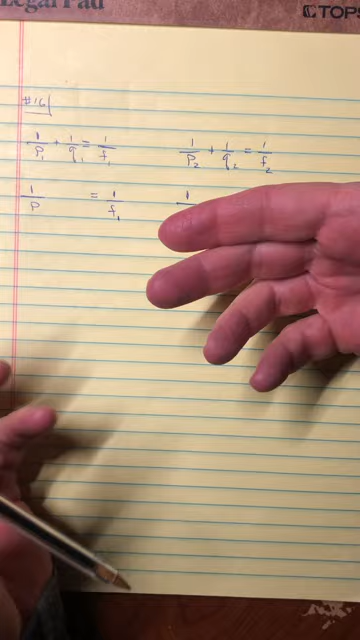 Legal Pad TOPS
#16
1/P₁ + 1/q₁ = 1/f₁ 1/P₂ + 1/q₂ = 1/f₂
1/P = 1/f₁ 1